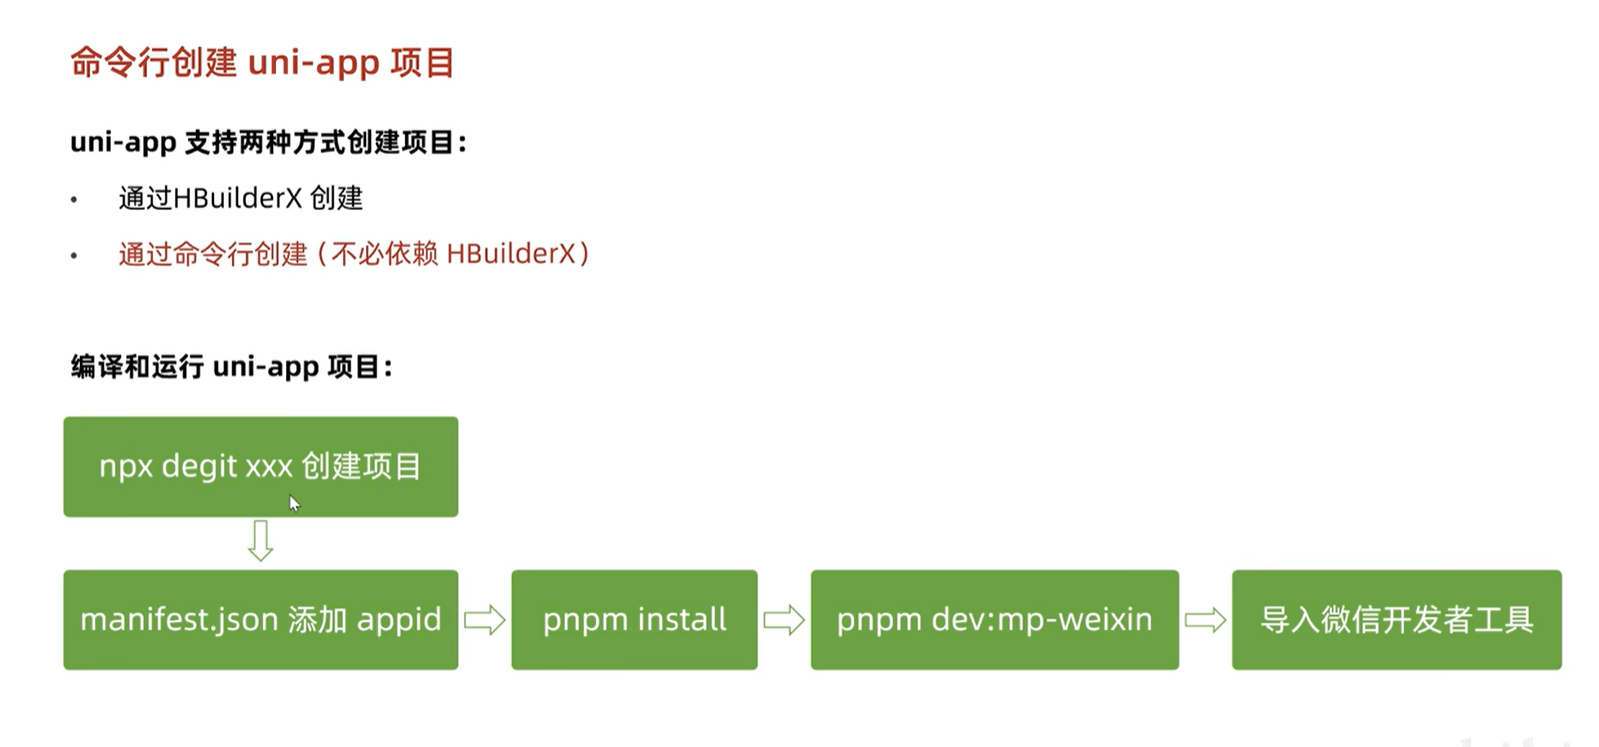 命令行创建 uni-app 项目
uni-app 支持两种方式创建项目：
• 通过HBuilderX 创建
• 通过命令行创建（不必依赖 HBuilderX）
编译和运行 uni-app 项目：
npx degit xxx 创建项目
manifest.json 添加 appid
pnpm install
pnpm dev:mp-weixin
导入微信开发者工具